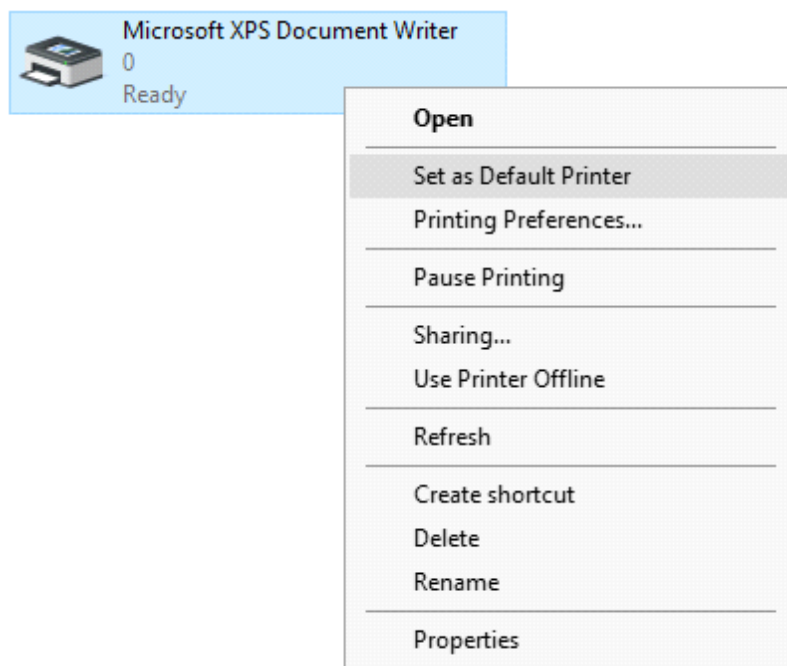 Microsoft XPS Document Writer
0
Ready
Open
Set as Default Printer
Printing Preferences...
Pause Printing
Sharing...
Use Printer Offline
Refresh
Create shortcut
Delete
Rename
Properties